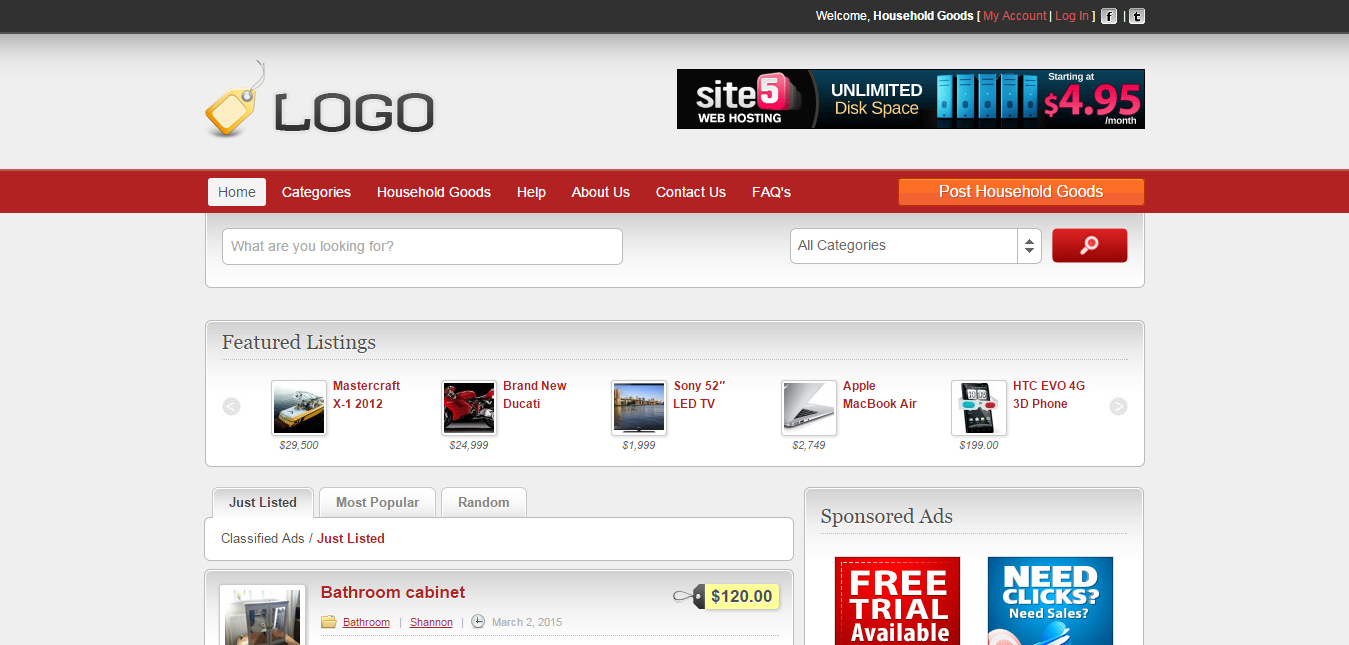 Welcome, Household Goods [ My Account | Log In ] f | t
LOGO
site5
WEB HOSTING
UNLIMITED
Disk Space
Starting at
$4.95
/month
Home Categories Household Goods Help About Us Contact Us FAQ's Post Household Goods
What are you looking for? All Categories
Featured Listings
Mastercraft
X-1 2012
$29,500
Brand New
Ducati
$24,999
Sony 52″
LED TV
$1,999
Apple
MacBook Air
$2,749
HTC EVO 4G
3D Phone
$199.00
Just Listed Most Popular Random
Classified Ads / Just Listed
Bathroom cabinet
$120.00
Bathroom | Shannon | March 2, 2015
Sponsored Ads
FREE
TRIAL
Available
NEED
CLICKS?
Need Sales?